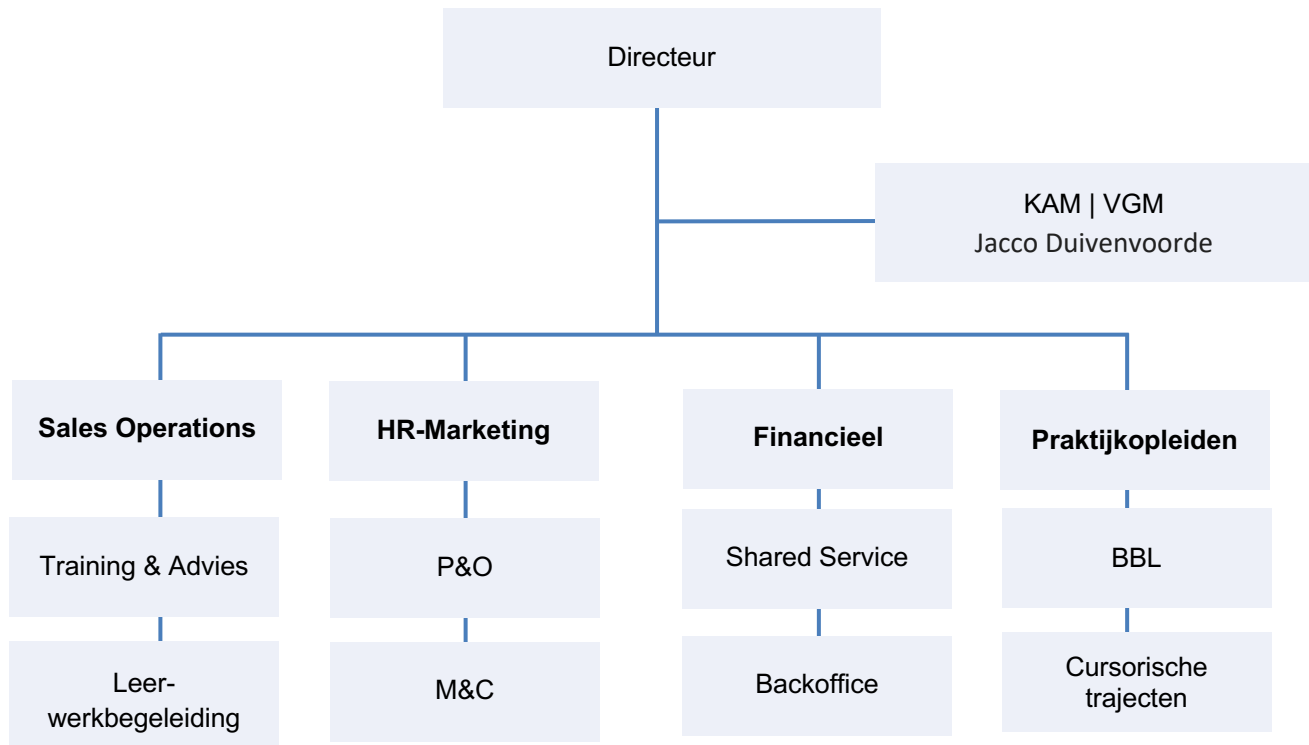 Directeur
KAM | VGM
Jacco Duivenvoorde
Sales Operations
HR-Marketing
Financieel
Praktijkopleiden
Training & Advies
P&O
Shared Service
BBL
Leer-
werkbegeleiding
M&C
Backoffice
Cursorische
trajecten